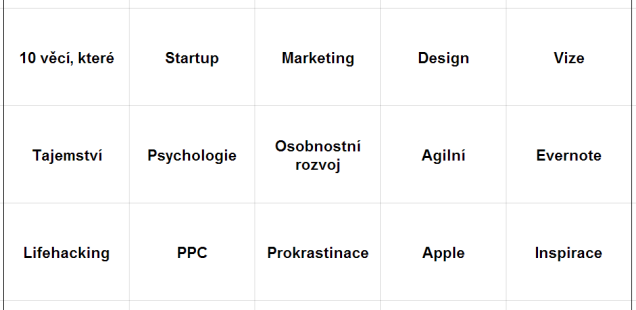 10 věcí, které
Startup
Marketing
Design
Vize
Tajemství
Psychologie
Osobnostní
rozvoj
Agilní
Evernote
Lifehacking
PPC
Prokrastinace
Apple
Inspirace